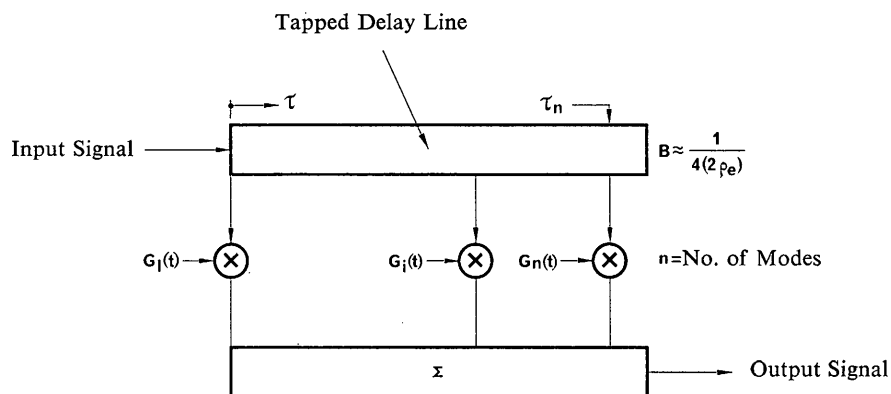 Tapped Delay Line
τ
τn
Input Signal
B ≈ 1/4(2ρe)
G1(t)
Gi(t)
Gn(t)
n=No. of Modes
Σ
Output Signal